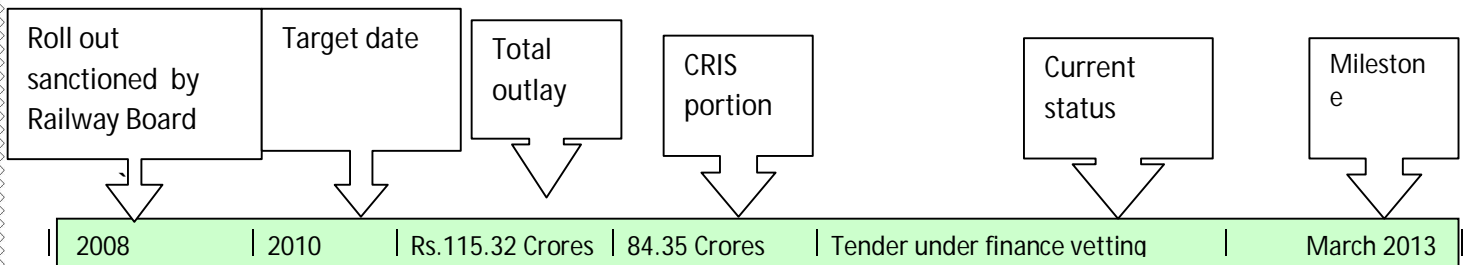 Roll out
sanctioned by
Railway Board
Target date
Total
outlay
CRIS
portion
Current
status
Mileston
e
2008
2010
Rs.115.32 Crores
84.35 Crores
Tender under finance vetting
March 2013